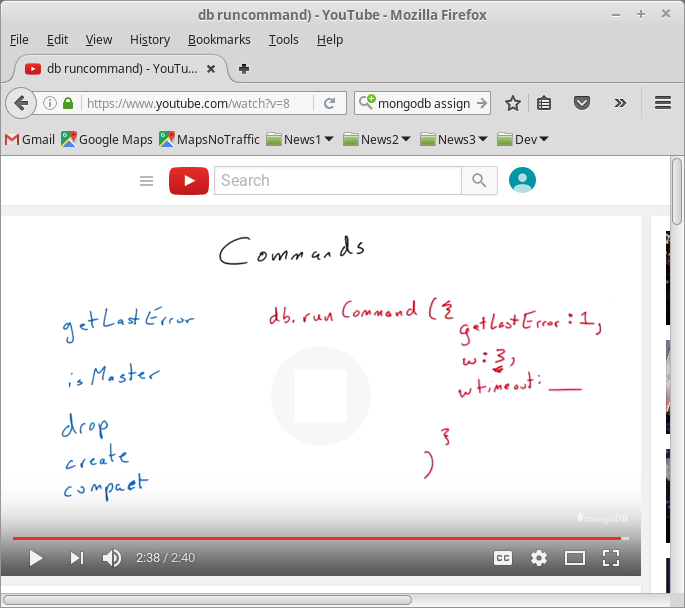 db runcommand) - YouTube - Mozilla Firefox
File Edit View History Bookmarks Tools Help
db runcommand) - YouTu...
https://www.youtube.com/watch?v=8 mongodb assign
Gmail Google Maps MapsNoTraffic News1 News2 News3 Dev
Search
Commands
getLastError
db.runCommand ({ getLastError : 1,
isMaster
w : 3,
wtimeout : ___
drop
}
create
)
compact
mongoDB
2:38 / 2:40
CC